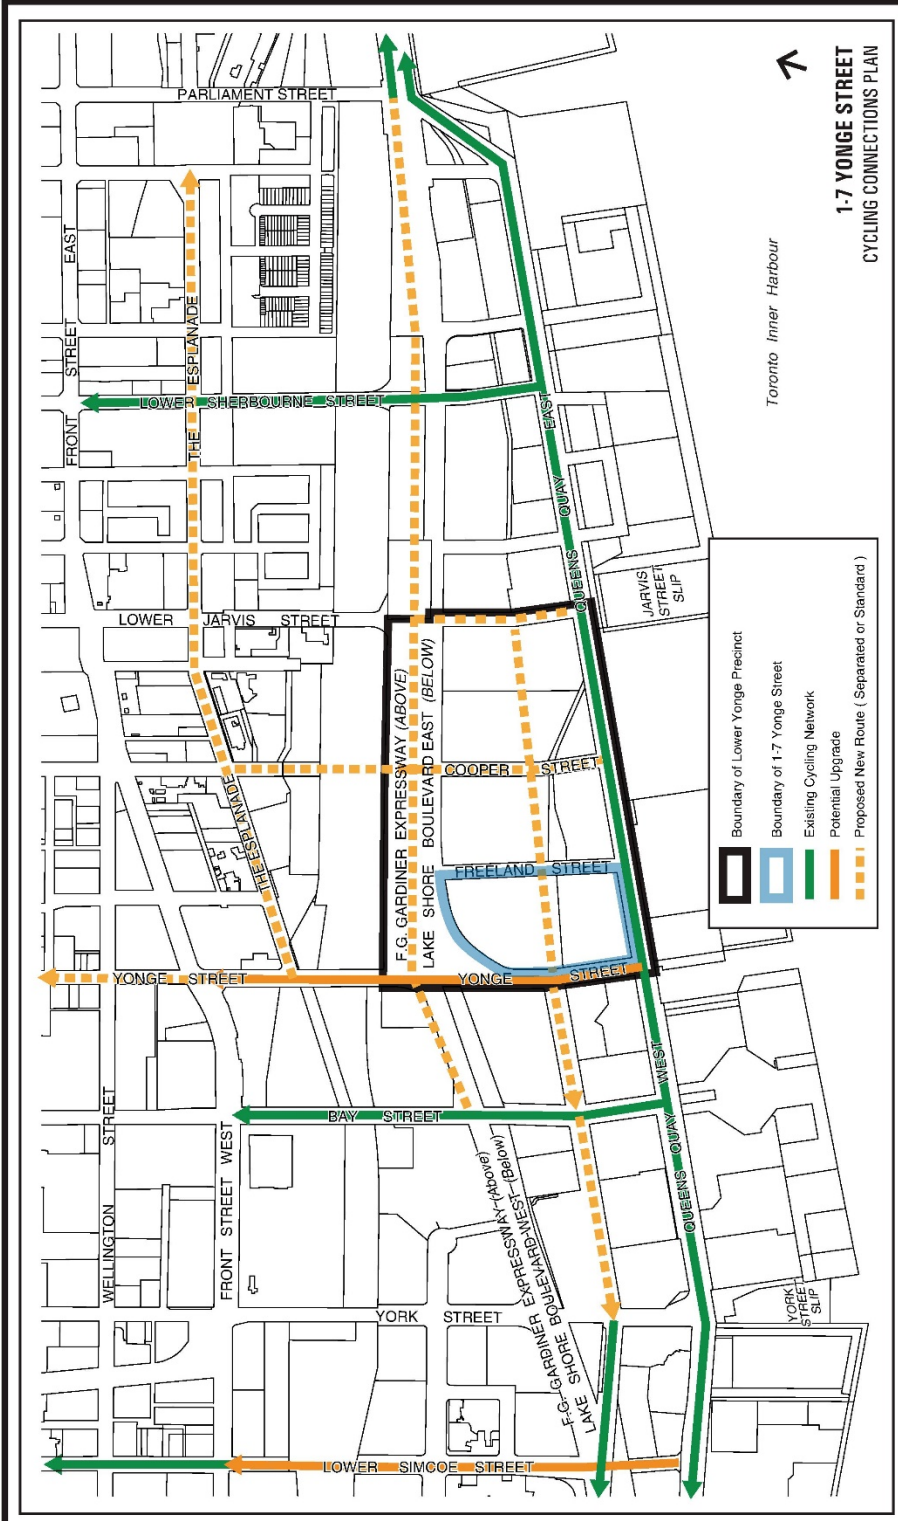 PARLIAMENT STREET
FRONT STREET EAST
THE ESPLANADE
LOWER SHERBOURNE STREET
LOWER JARVIS STREET
THE ESPLANADE
F.G. GARDINER EXPRESSWAY (ABOVE)
LAKE SHORE BOULEVARD EAST (BELOW)
COOPER STREET
FREELAND STREET
QUEENS QUAY EAST
JARVIS
STREET
SLIP
YONGE STREET
YONGE STREET
WELLINGTON STREET
FRONT STREET WEST
BAY STREET
F.G. GARDINER EXPRESSWAY (Above)
LAKE SHORE BOULEVARD WEST (Below)
YORK STREET
QUEENS QUAY WEST
YORK
STREET
SLIP
LOWER SIMCOE STREET
Toronto Inner Harbour
Boundary of Lower Yonge Precinct
Boundary of 1-7 Yonge Street
Existing Cycling Network
Potential Upgrade
Proposed New Route ( Separated or Standard )
1-7 YONGE STREET
CYCLING CONNECTIONS PLAN